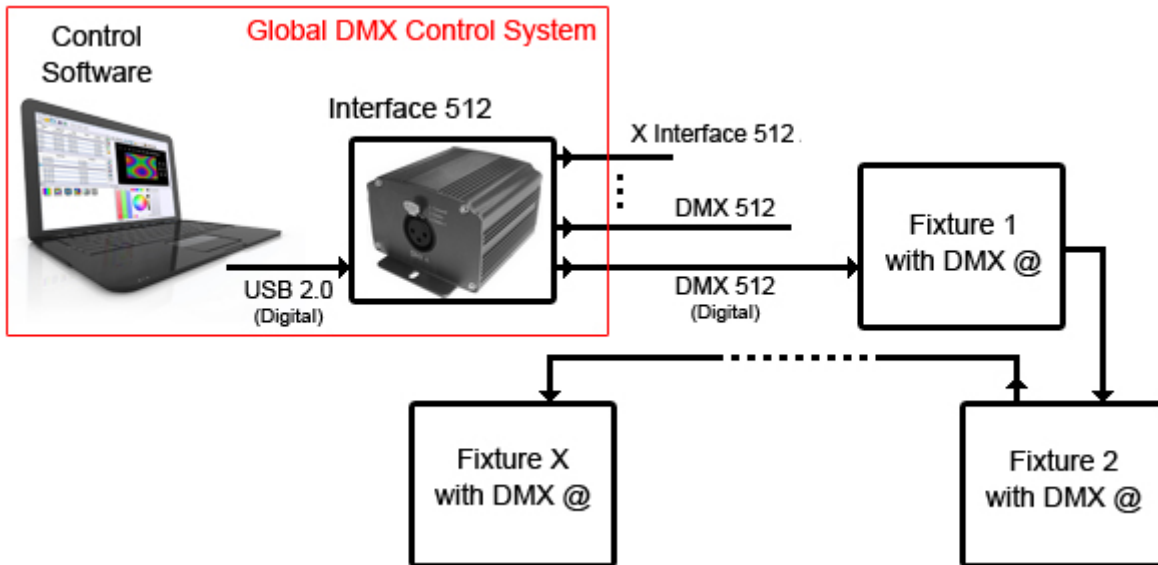 Global DMX Control System
Control
Software
Interface 512
X Interface 512
DMX 512
USB 2.0
(Digital)
DMX 512
(Digital)
Fixture 1
with DMX @
Fixture 2
with DMX @
Fixture X
with DMX @